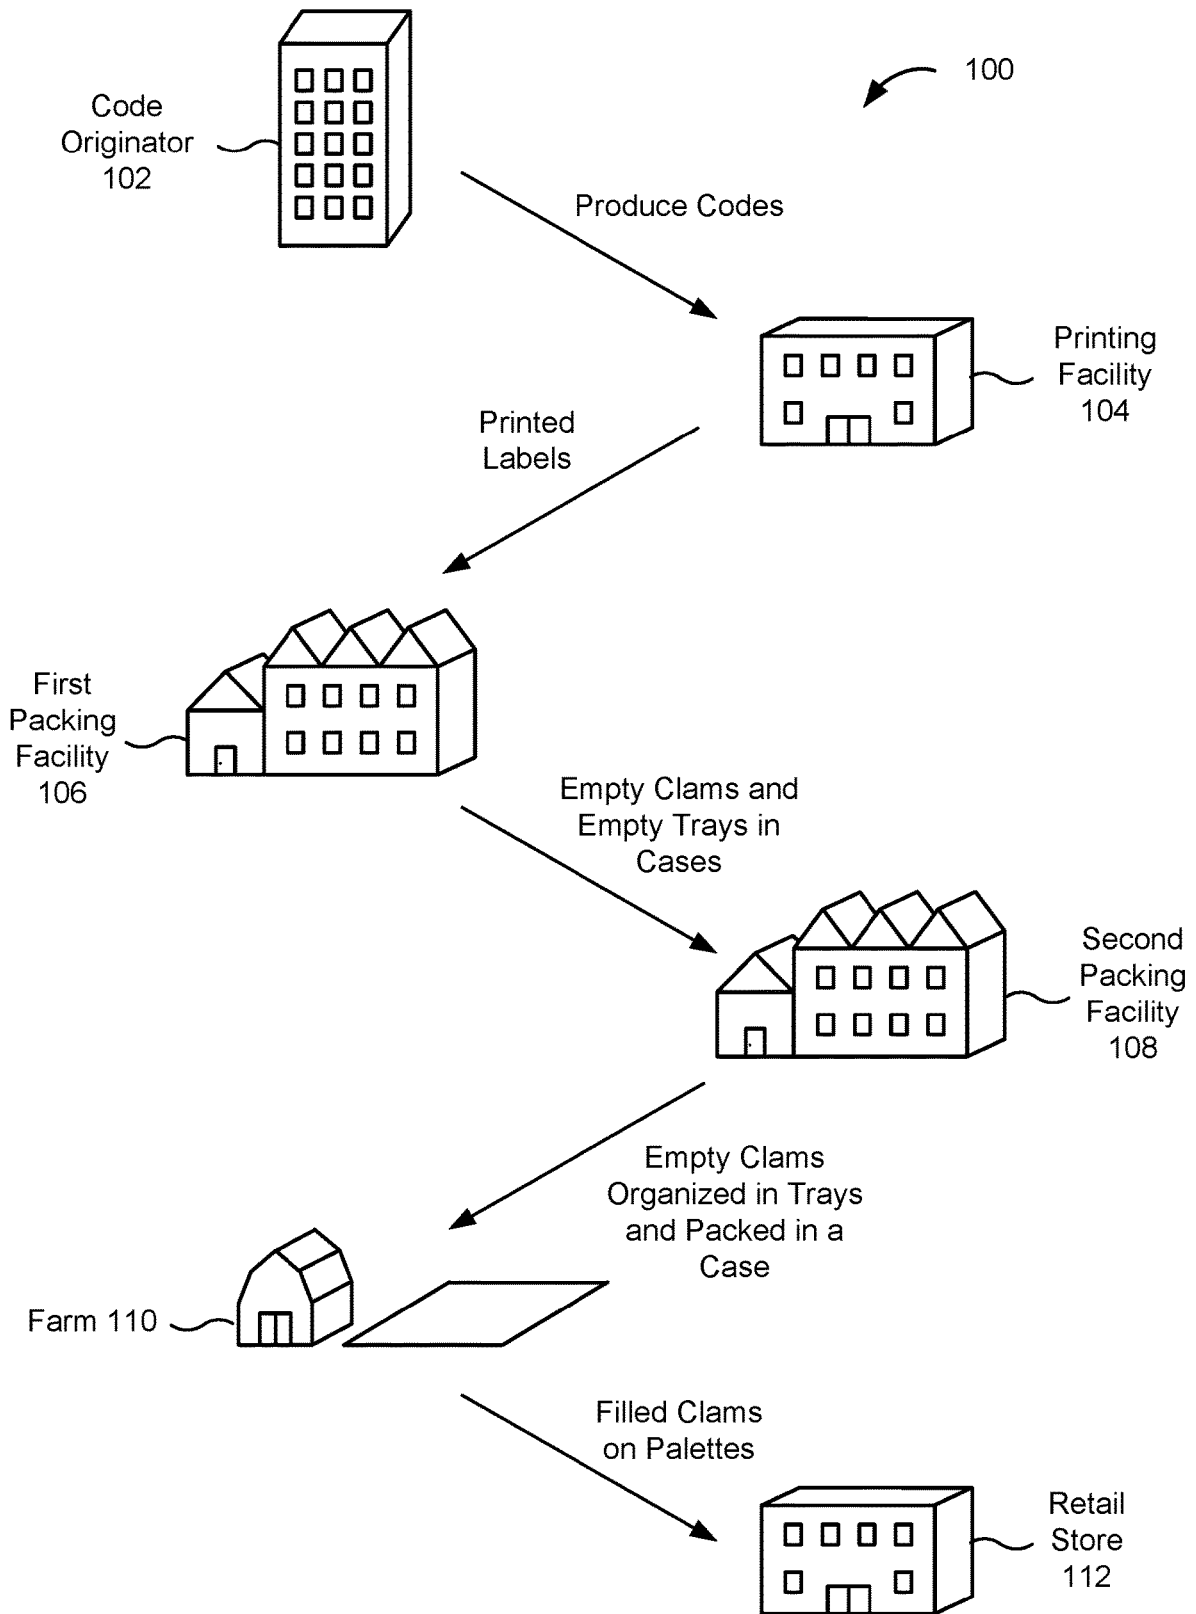 100
Code
Originator
102
Produce Codes
Printing
Facility
104
Printed
Labels
First
Packing
Facility
106
Empty Clams and
Empty Trays in
Cases
Second
Packing
Facility
108
Empty Clams
Organized in Trays
and Packed in a
Case
Farm 110
Filled Clams
on Palettes
Retail
Store
112